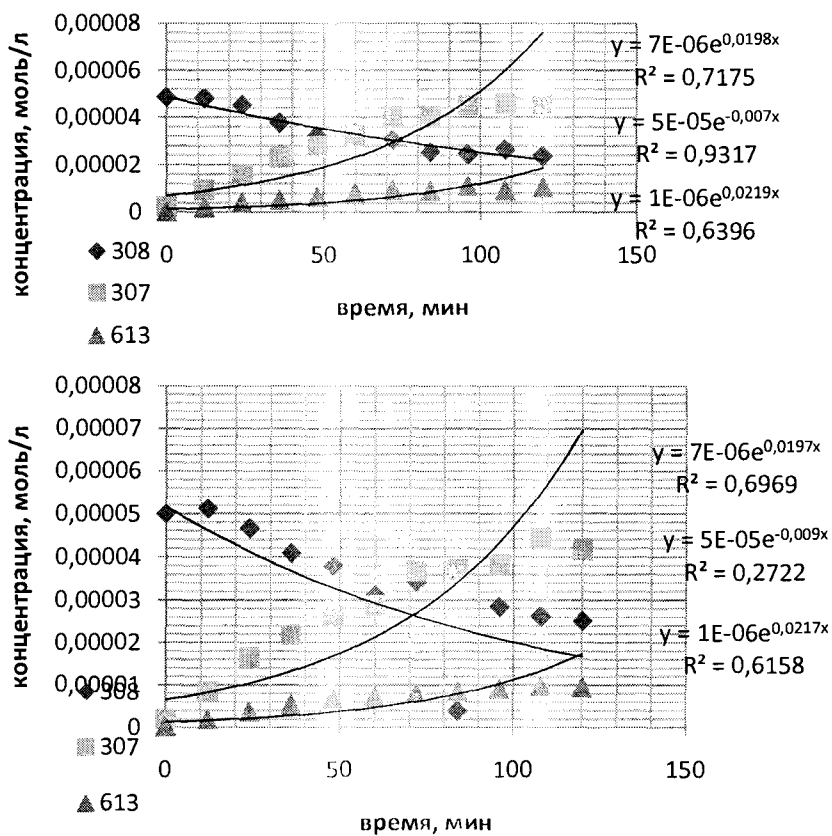 концентрация, моль/л
0,00008
0,00006
0,00004
0,00002
0
0 50 100 150
время, мин
308
307
613
y = 7E-06e^0,0198x
R² = 0,7175
y = 5E-05e^-0,007x
R² = 0,9317
y = 1E-06e^0,0219x
R² = 0,6396
концентрация, моль/л
0,00008
0,00007
0,00006
0,00005
0,00004
0,00003
0,00002
0,00001
0
0 50 100 150
время, мин
308
307
613
y = 7E-06e^0,0197x
R² = 0,6969
y = 5E-05e^-0,009x
R² = 0,2722
y = 1E-06e^0,0217x
R² = 0,6158